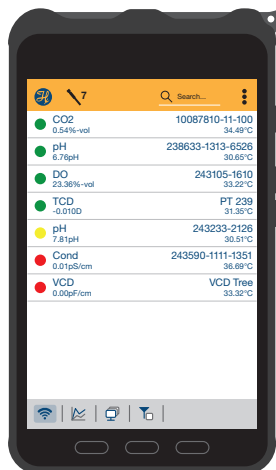 H
7
Search...
CO2 10087810-11-100
0.54%-vol 34.49°C
pH 238633-1313-6526
6.76pH 30.65°C
DO 243105-1610
23.36%-vol 33.22°C
TCD PT 239
-0.010D 31.35°C
pH 243233-2126
7.81pH 30.51°C
Cond 243590-1111-1351
0.01pS/cm 36.69°C
VCD VCD Tree
0.00pF/cm 33.32°C